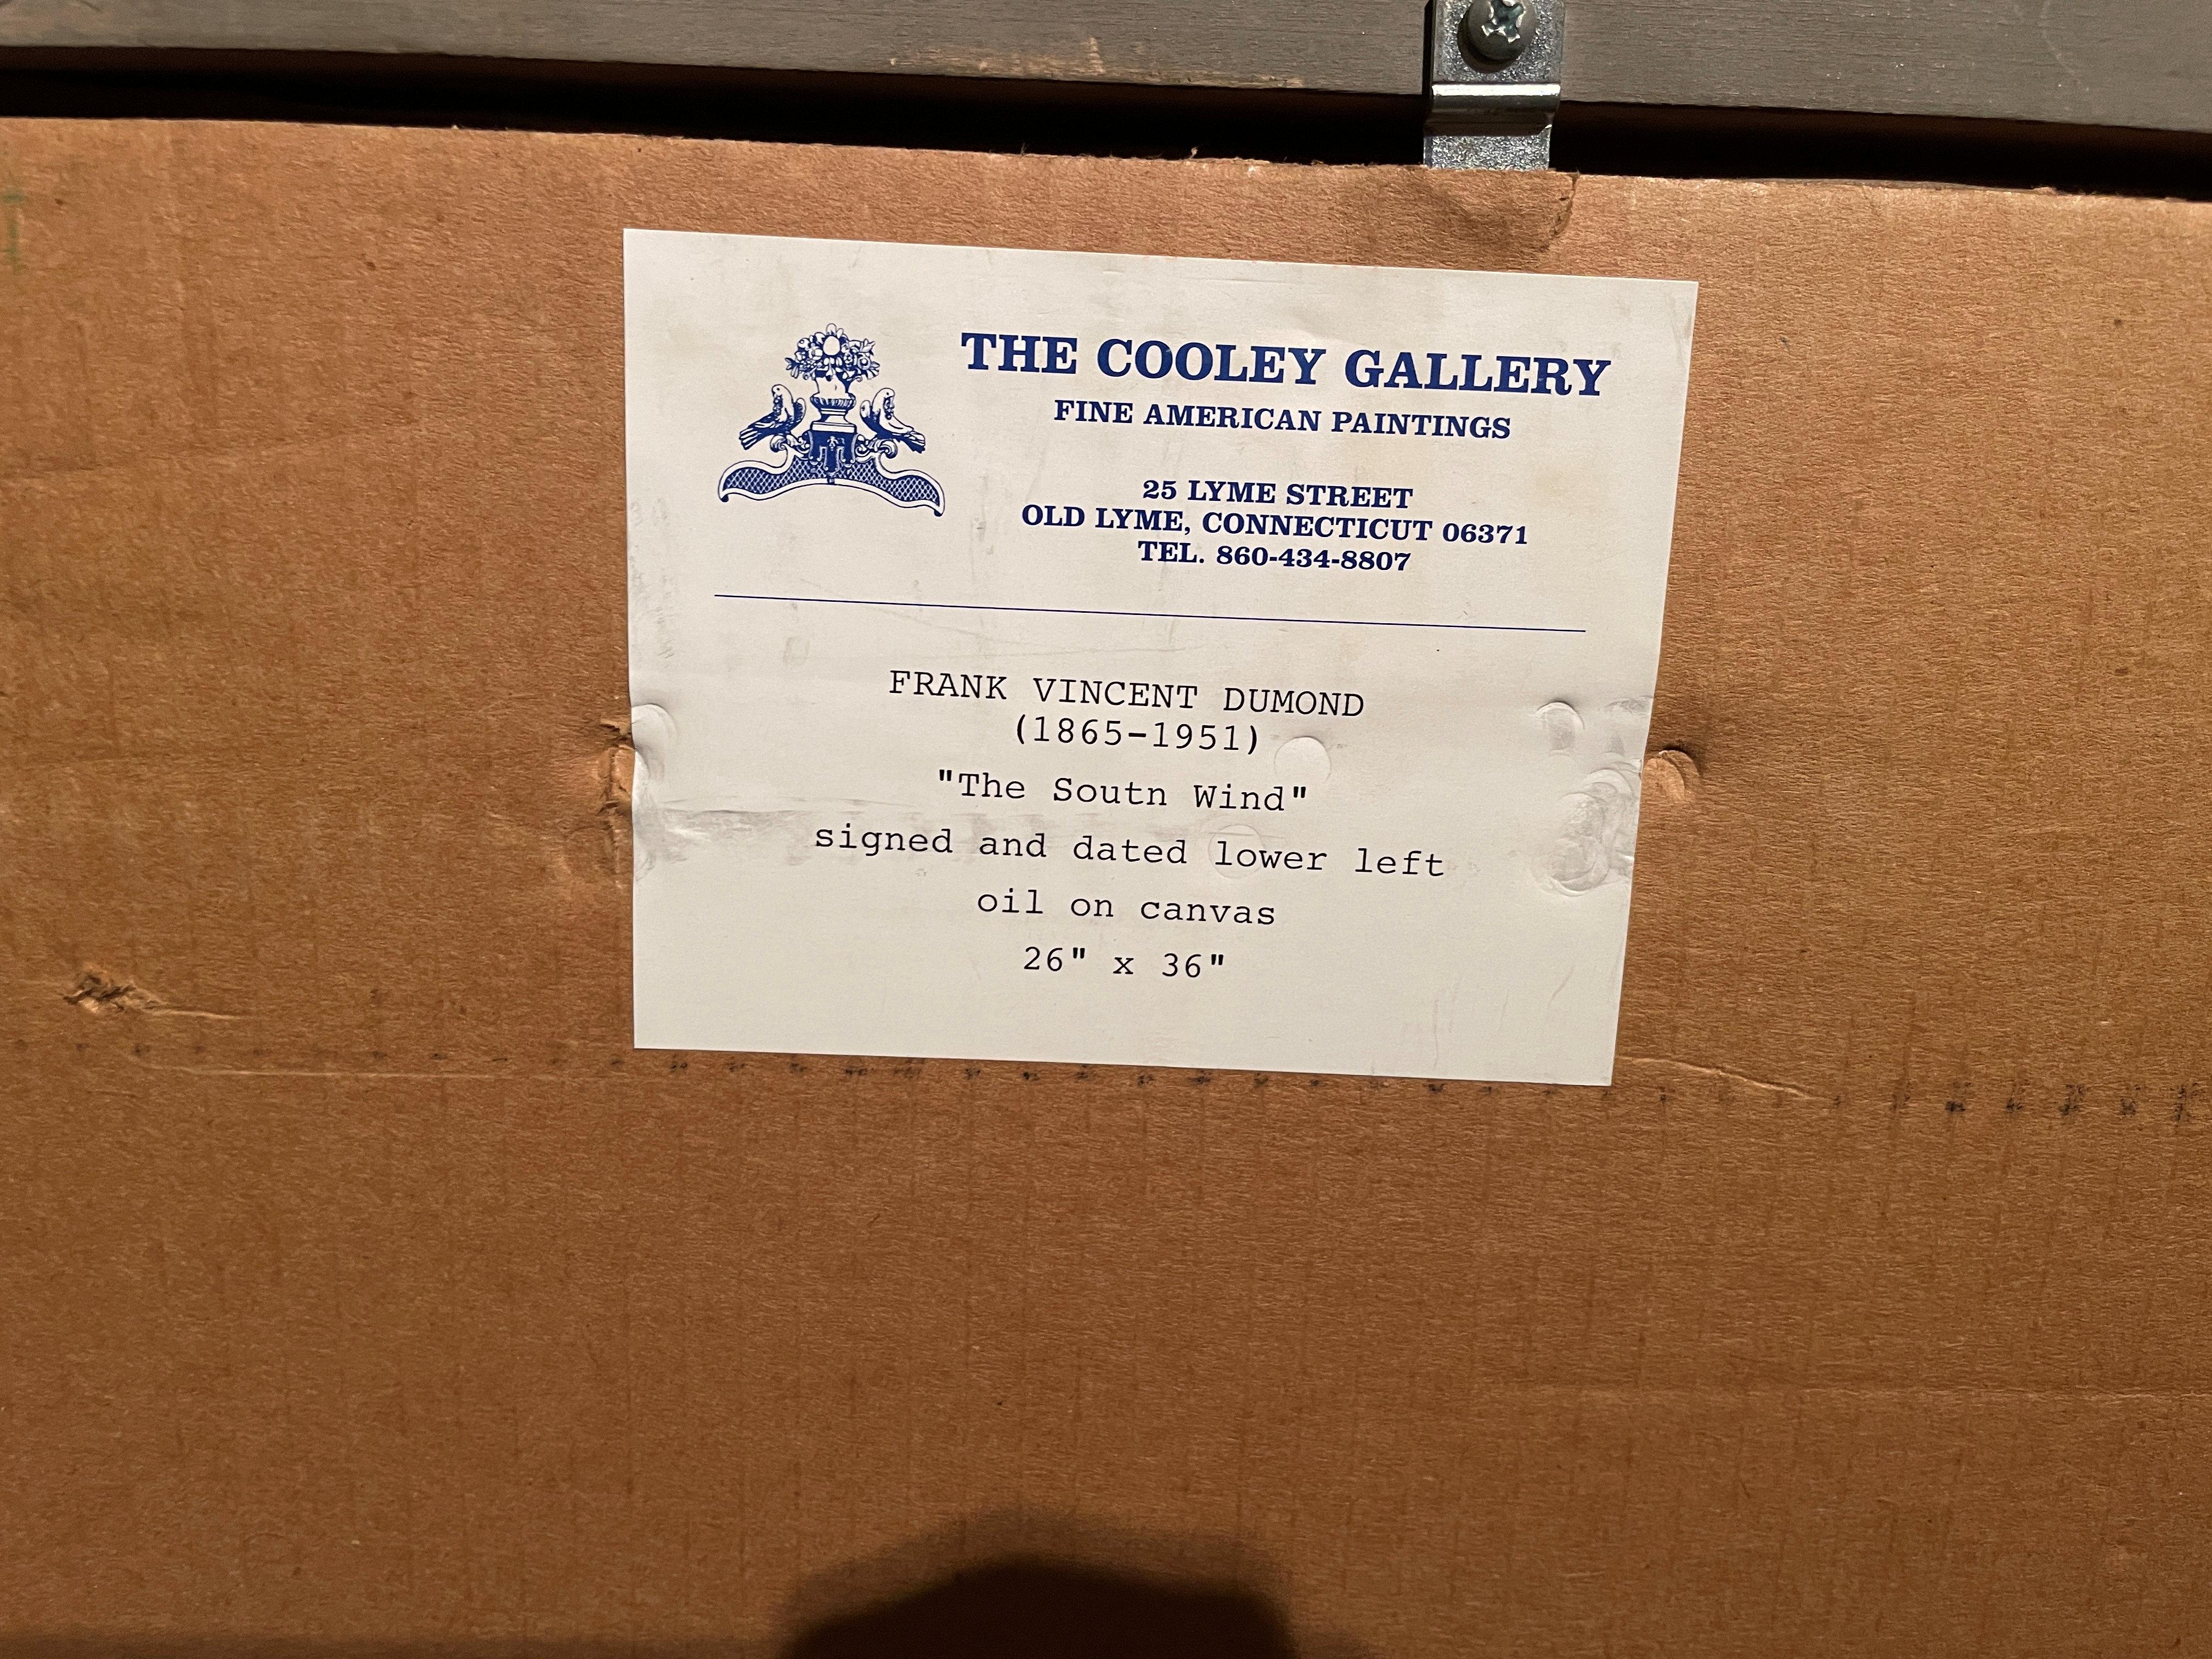 THE COOLEY GALLERY
FINE AMERICAN PAINTINGS
25 LYME STREET
OLD LYME, CONNECTICUT 06371
TEL. 860-434-8807
FRANK VINCENT DUMOND
(1865-1951)
"The Soutn Wind"
signed and dated lower left
oil on canvas
26" x 36"